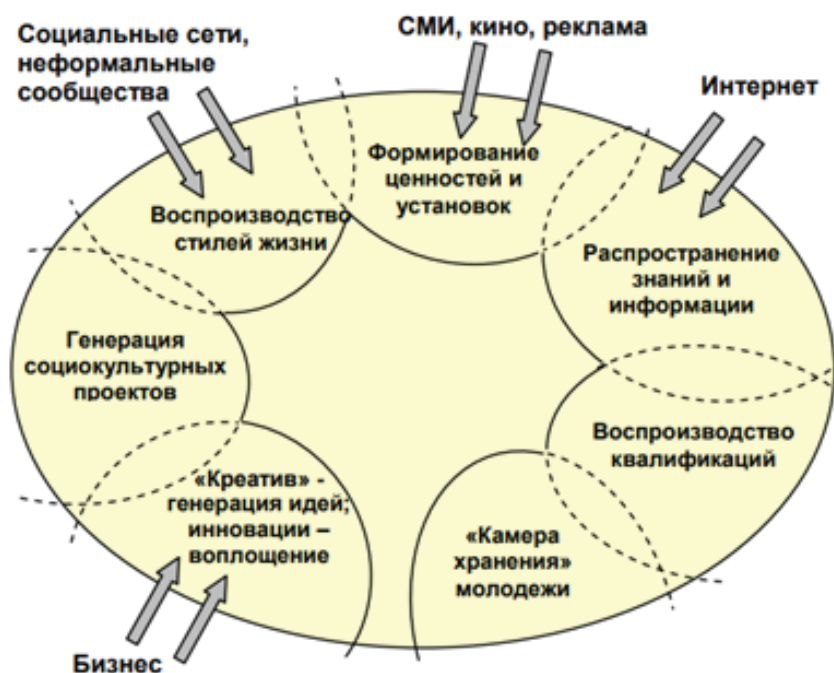 Социальные сети,
неформальные
сообщества
СМИ, кино, реклама
Интернет
Формирование
ценностей и
установок
Воспроизводство
стилей жизни
Распространение
знаний и
информации
Генерация
социокультурных
проектов
Воспроизводство
квалификаций
«Креатив» -
генерация идей;
инновации –
воплощение
«Камера
хранения»
молодежи
Бизнес